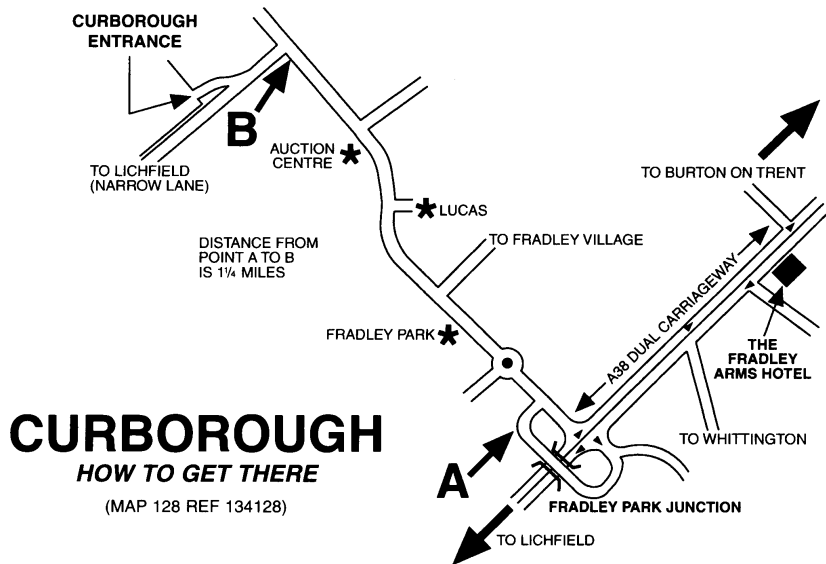 CURBOROUGH
ENTRANCE
B
AUCTION
CENTRE
TO LICHFIELD
(NARROW LANE)
TO BURTON ON TRENT
LUCAS
DISTANCE FROM
POINT A TO B
IS 1¼ MILES
TO FRADLEY VILLAGE
FRADLEY PARK
A38 DUAL CARRIAGEWAY
THE
FRADLEY
ARMS HOTEL
CURBOROUGH
HOW TO GET THERE
(MAP 128 REF 134128)
A
TO WHITTINGTON
FRADLEY PARK JUNCTION
TO LICHFIELD